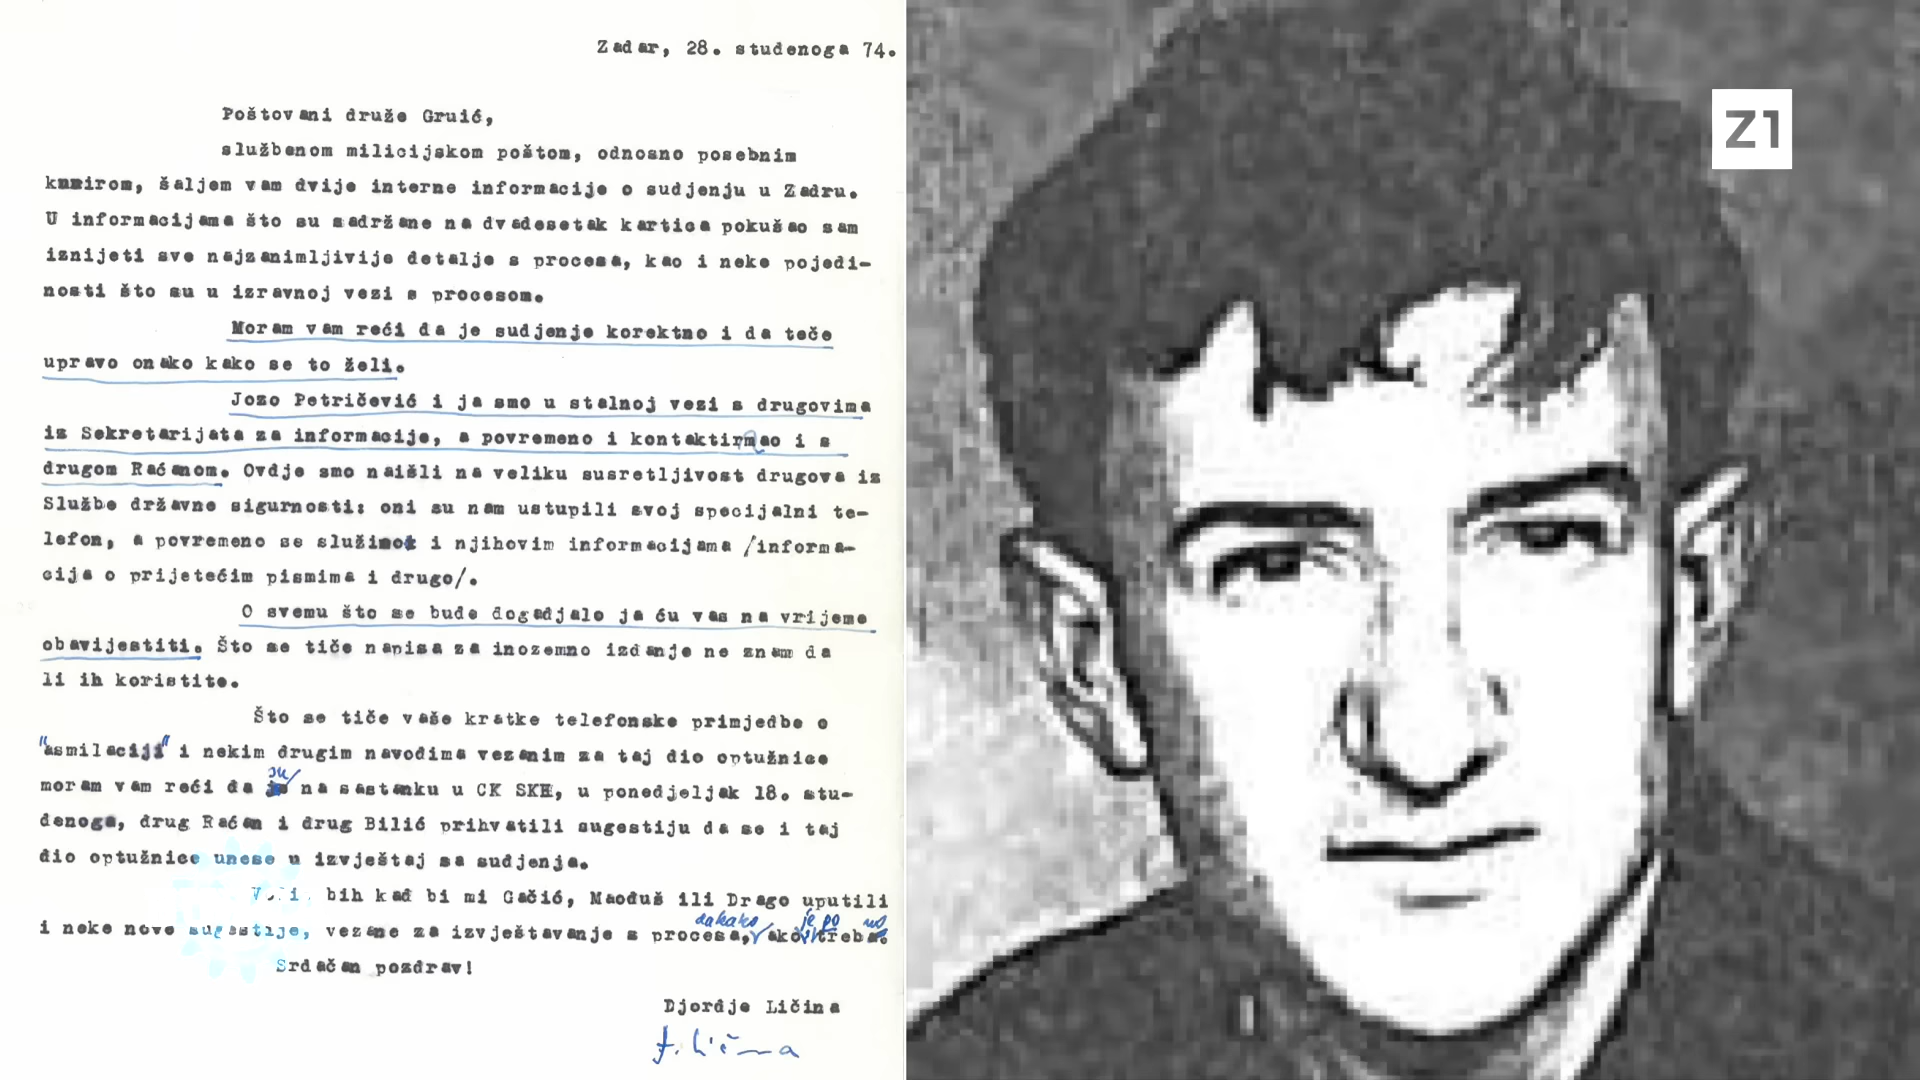 Zadar, 28. studenoga 74.
Poštovani druže Gruić,
službenom milicijskom poštom, odnosno posebnim
kurirom, šaljem vam dvije interne informacije o sudjenju u Zadru.
U informacijama što su sadržane na dvadesetak kartica pokušao sam
iznijeti sve najzanimljivije detalje s procesa, kao i neke pojedi-
nosti što su u izravnoj vezi s procesom.
Moram vam reći da je sudjenje korektno i da teče
upravo onako kako se to želi.
Jozo Petričević i ja smo u stalnoj vezi s drugovima
iz Sekretarijata za informacije, a povremeno i kontaktirao i s
drugom Raćanom. Ovdje smo naišli na veliku susretljivost drugova iz
Službe državne sigurnosti: oni su nam ustupili svoj specijalni te-
lefon, a povremeno se služimo i njihovim informacijama /informa-
cija o prijetećim pismima i drugo/.
O svemu što se bude dogadjalo ja ću vas na vrijeme
obavijestiti. Što se tiče napisa za inozemno izdanje ne znam da
li ih koristite.
Što se tiče vaše kratke telefonske primjedbe o
"asmilaciji" i nekim drugim navodima vezanim za taj dio optužnice
moram vam reći da su na sastanku u CK SKH, u ponedjeljak 18. stu-
denoga, drug Raćan i drug Bilić prihvatili sugestiju da se i taj
dio optužnice unese u izvještaj sa sudjenja.
bih kad bi mi Gačić, Maoduš ili Drago uputili
i neke nove sugestije, vezane za izvještavanje s procesa, dakako ako je po treba.
Srdačan pozdrav!
Djordje Ličina
Z1